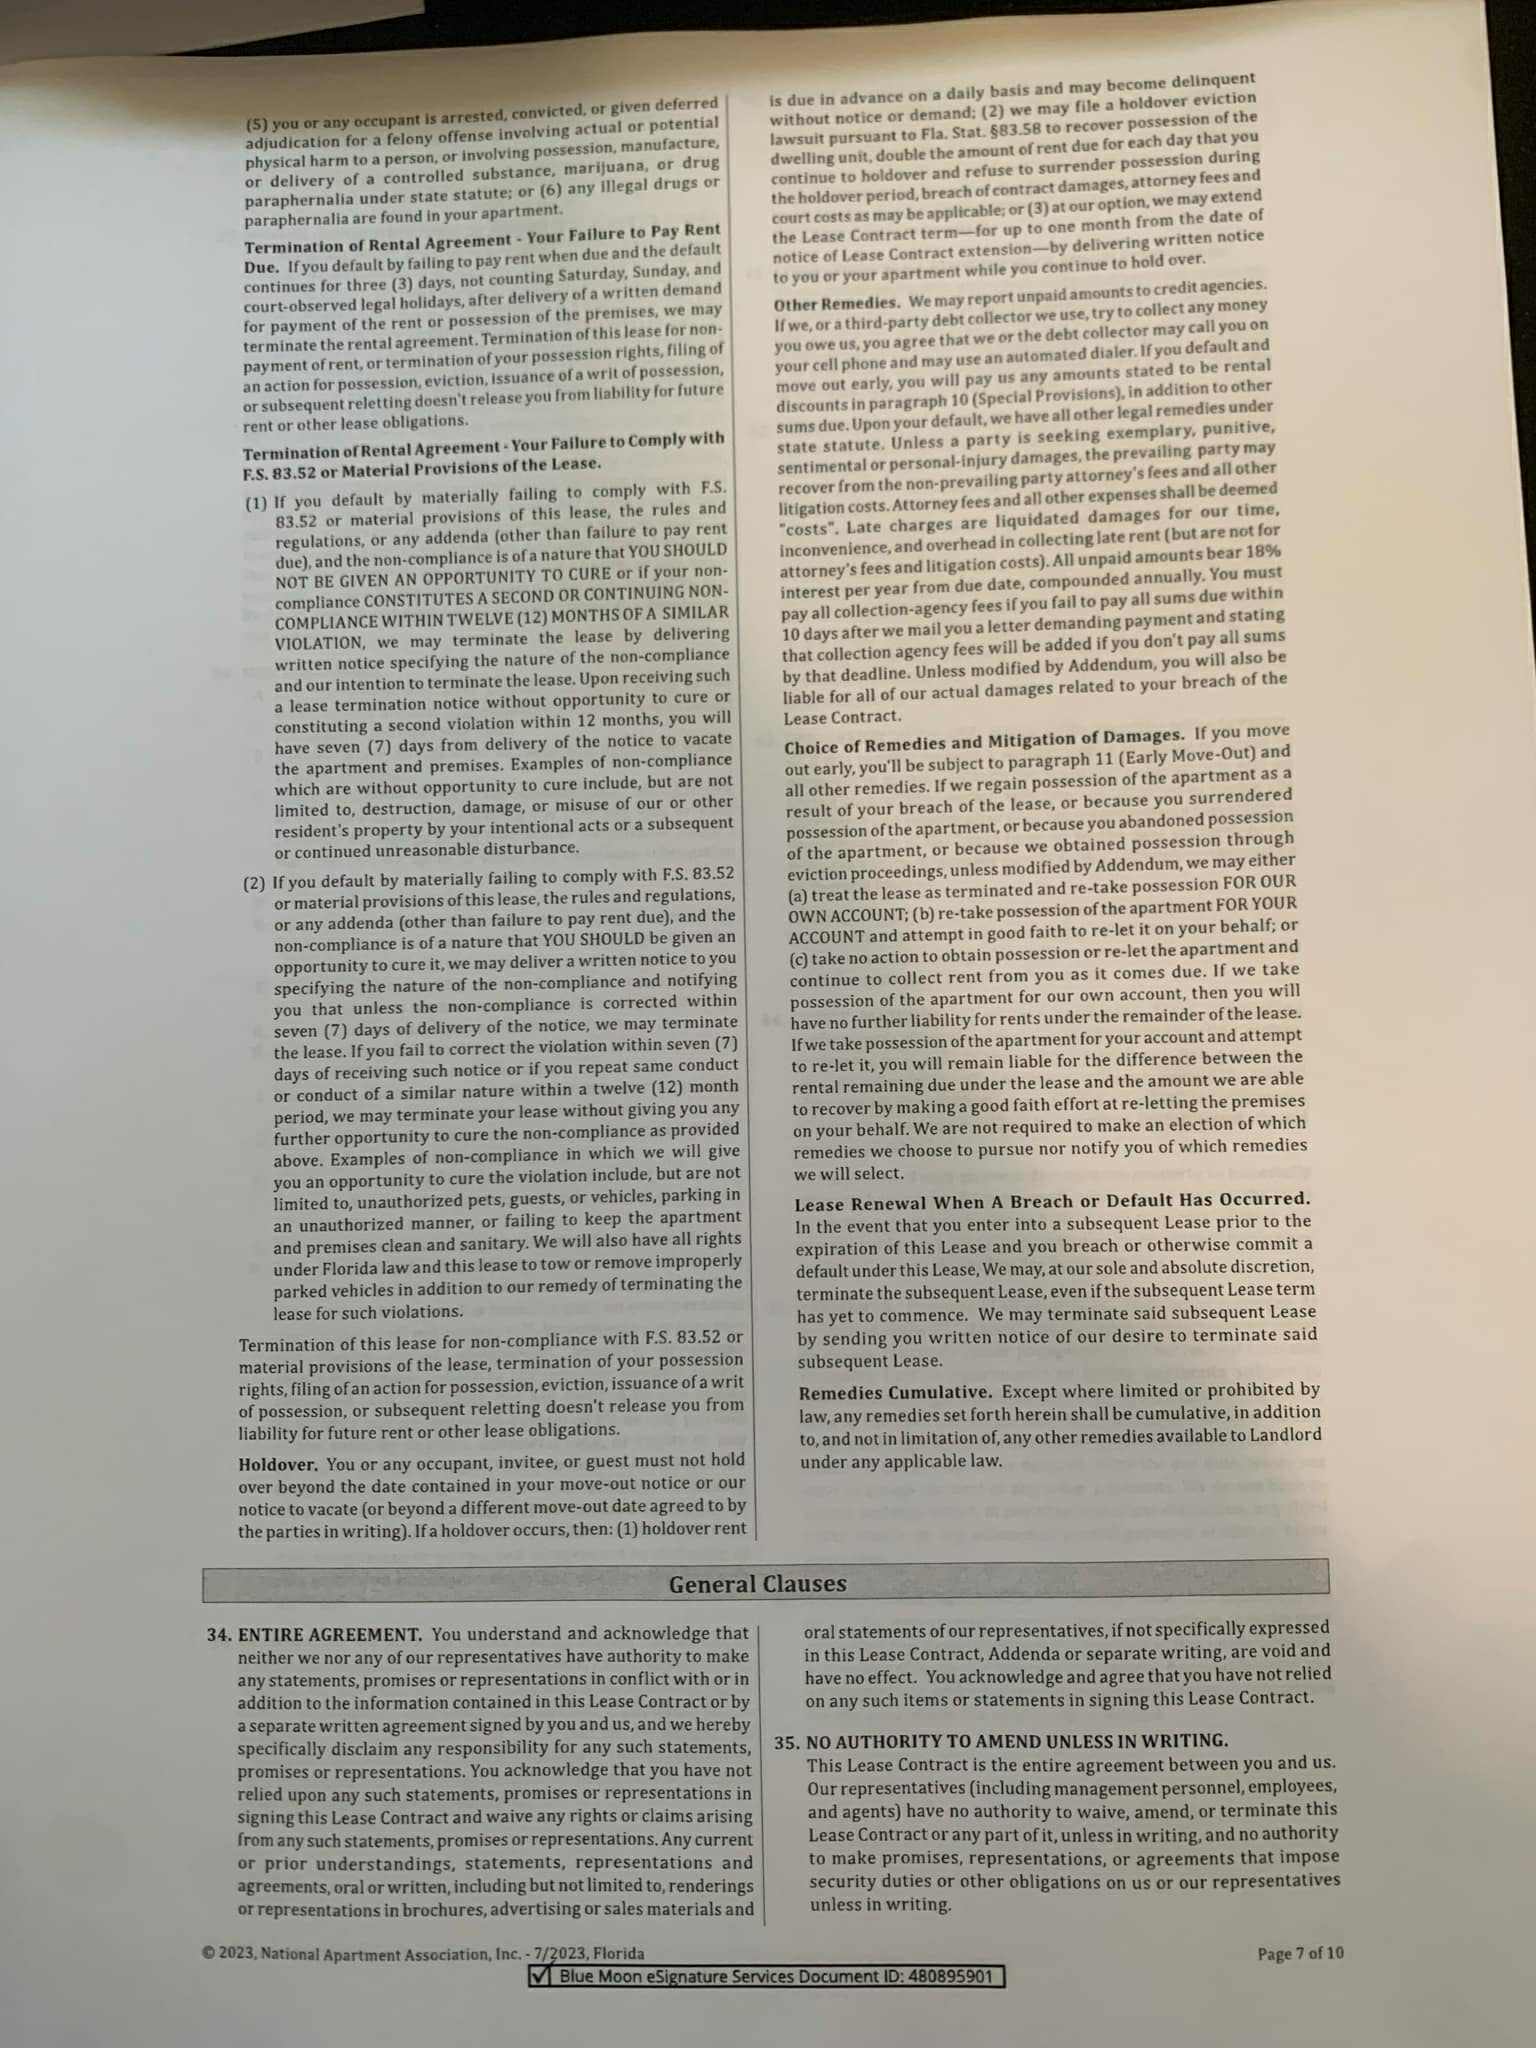 (5) you or any occupant is arrested, convicted, or given deferred
adjudication for a felony offense involving actual or potential
physical harm to a person, or involving possession, manufacture,
or delivery of a controlled substance, marijuana, or drug
paraphernalia under state statute; or (6) any illegal drugs or
paraphernalia are found in your apartment.
Termination of Rental Agreement - Your Failure to Pay Rent
Due. If you default by failing to pay rent when due and the default
continues for three (3) days, not counting Saturday, Sunday, and
court-observed legal holidays, after delivery of a written demand
for payment of the rent or possession of the premises, we may
terminate the rental agreement. Termination of this lease for non-
payment of rent, or termination of your possession rights, filing of
an action for possession, eviction, issuance of a writ of possession,
or subsequent reletting doesn't release you from liability for future
rent or other lease obligations.
Termination of Rental Agreement - Your Failure to Comply with
F.S. 83.52 or Material Provisions of the Lease.
(1) If you default by materially failing to comply with F.S.
83.52 or material provisions of this lease, the rules and
regulations, or any addenda (other than failure to pay rent
due), and the non-compliance is of a nature that YOU SHOULD
NOT BE GIVEN AN OPPORTUNITY TO CURE or if your non-
compliance CONSTITUTES A SECOND OR CONTINUING NON-
COMPLIANCE WITHIN TWELVE (12) MONTHS OF A SIMILAR
VIOLATION, we may terminate the lease by delivering
written notice specifying the nature of the non-compliance
and our intention to terminate the lease. Upon receiving such
a lease termination notice without opportunity to cure or
constituting a second violation within 12 months, you will
have seven (7) days from delivery of the notice to vacate
the apartment and premises. Examples of non-compliance
which are without opportunity to cure include, but are not
limited to, destruction, damage, or misuse of our or other
resident's property by your intentional acts or a subsequent
or continued unreasonable disturbance.
(2) If you default by materially failing to comply with F.S. 83.52
or material provisions of this lease, the rules and regulations,
or any addenda (other than failure to pay rent due), and the
non-compliance is of a nature that YOU SHOULD be given an
opportunity to cure it, we may deliver a written notice to you
specifying the nature of the non-compliance and notifying
you that unless the non-compliance is corrected within
seven (7) days of delivery of the notice, we may terminate
the lease. If you fail to correct the violation within seven (7)
days of receiving such notice or if you repeat same conduct
or conduct of a similar nature within a twelve (12) month
period, we may terminate your lease without giving you any
further opportunity to cure the non-compliance as provided
above. Examples of non-compliance in which we will give
you an opportunity to cure the violation include, but are not
limited to, unauthorized pets, guests, or vehicles, parking in
an unauthorized manner, or failing to keep the apartment
and premises clean and sanitary. We will also have all rights
under Florida law and this lease to tow or remove improperly
parked vehicles in addition to our remedy of terminating the
lease for such violations.
Termination of this lease for non-compliance with F.S. 83.52 or
material provisions of the lease, termination of your possession
rights, filing of an action for possession, eviction, issuance of a writ
of possession, or subsequent reletting doesn't release you from
liability for future rent or other lease obligations.
Holdover. You or any occupant, invitee, or guest must not hold
over beyond the date contained in your move-out notice or our
notice to vacate (or beyond a different move-out date agreed to by
the parties in writing). If a holdover occurs, then: (1) holdover rent
is due in advance on a daily basis and may become delinquent
without notice or demand; (2) we may file a holdover eviction
lawsuit pursuant to Fla. Stat. §83.58 to recover possession of the
dwelling unit, double the amount of rent due for each day that you
continue to holdover and refuse to surrender possession during
the holdover period, breach of contract damages, attorney fees and
court costs as may be applicable; or (3) at our option, we may extend
the Lease Contract term—for up to one month from the date of
notice of Lease Contract extension—by delivering written notice
to you or your apartment while you continue to hold over.
Other Remedies. We may report unpaid amounts to credit agencies.
If we, or a third-party debt collector we use, try to collect any money
you owe us, you agree that we or the debt collector may call you on
your cell phone and may use an automated dialer. If you default and
move out early, you will pay us any amounts stated to be rental
discounts in paragraph 10 (Special Provisions), in addition to other
sums due. Upon your default, we have all other legal remedies under
state statute. Unless a party is seeking exemplary, punitive,
sentimental or personal-injury damages, the prevailing party may
recover from the non-prevailing party attorney's fees and all other
litigation costs. Attorney fees and all other expenses shall be deemed
"costs". Late charges are liquidated damages for our time,
inconvenience, and overhead in collecting late rent (but are not for
attorney's fees and litigation costs). All unpaid amounts bear 18%
interest per year from due date, compounded annually. You must
pay all collection-agency fees if you fail to pay all sums due within
10 days after we mail you a letter demanding payment and stating
that collection agency fees will be added if you don't pay all sums
by that deadline. Unless modified by Addendum, you will also be
liable for all of our actual damages related to your breach of the
Lease Contract.
Choice of Remedies and Mitigation of Damages. If you move
out early, you'll be subject to paragraph 11 (Early Move-Out) and
all other remedies. If we regain possession of the apartment as a
result of your breach of the lease, or because you surrendered
possession of the apartment, or because you abandoned possession
of the apartment, or because we obtained possession through
eviction proceedings, unless modified by Addendum, we may either
(a) treat the lease as terminated and re-take possession FOR OUR
OWN ACCOUNT; (b) re-take possession of the apartment FOR YOUR
ACCOUNT and attempt in good faith to re-let it on your behalf; or
(c) take no action to obtain possession or re-let the apartment and
continue to collect rent from you as it comes due. If we take
possession of the apartment for our own account, then you will
have no further liability for rents under the remainder of the lease.
If we take possession of the apartment for your account and attempt
to re-let it, you will remain liable for the difference between the
rental remaining due under the lease and the amount we are able
to recover by making a good faith effort at re-letting the premises
on your behalf. We are not required to make an election of which
remedies we choose to pursue nor notify you of which remedies
we will select.
Lease Renewal When A Breach or Default Has Occurred.
In the event that you enter into a subsequent Lease prior to the
expiration of this Lease and you breach or otherwise commit a
default under this Lease, We may, at our sole and absolute discretion,
terminate the subsequent Lease, even if the subsequent Lease term
has yet to commence. We may terminate said subsequent Lease
by sending you written notice of our desire to terminate said
subsequent Lease.
Remedies Cumulative. Except where limited or prohibited by
law, any remedies set forth herein shall be cumulative, in addition
to, and not in limitation of, any other remedies available to Landlord
under any applicable law.
General Clauses
34. ENTIRE AGREEMENT. You understand and acknowledge that
neither we nor any of our representatives have authority to make
any statements, promises or representations in conflict with or in
addition to the information contained in this Lease Contract or by
a separate written agreement signed by you and us, and we hereby
specifically disclaim any responsibility for any such statements,
promises or representations. You acknowledge that you have not
relied upon any such statements, promises or representations in
signing this Lease Contract and waive any rights or claims arising
from any such statements, promises or representations. Any current
or prior understandings, statements, representations and
agreements, oral or written, including but not limited to, renderings
or representations in brochures, advertising or sales materials and
oral statements of our representatives, if not specifically expressed
in this Lease Contract, Addenda or separate writing, are void and
have no effect. You acknowledge and agree that you have not relied
on any such items or statements in signing this Lease Contract.
35. NO AUTHORITY TO AMEND UNLESS IN WRITING.
This Lease Contract is the entire agreement between you and us.
Our representatives (including management personnel, employees,
and agents) have no authority to waive, amend, or terminate this
Lease Contract or any part of it, unless in writing, and no authority
to make promises, representations, or agreements that impose
security duties or other obligations on us or our representatives
unless in writing.
© 2023, National Apartment Association, Inc. - 7/2023, Florida
Page 7 of 10
Blue Moon eSignature Services Document ID: 480895901